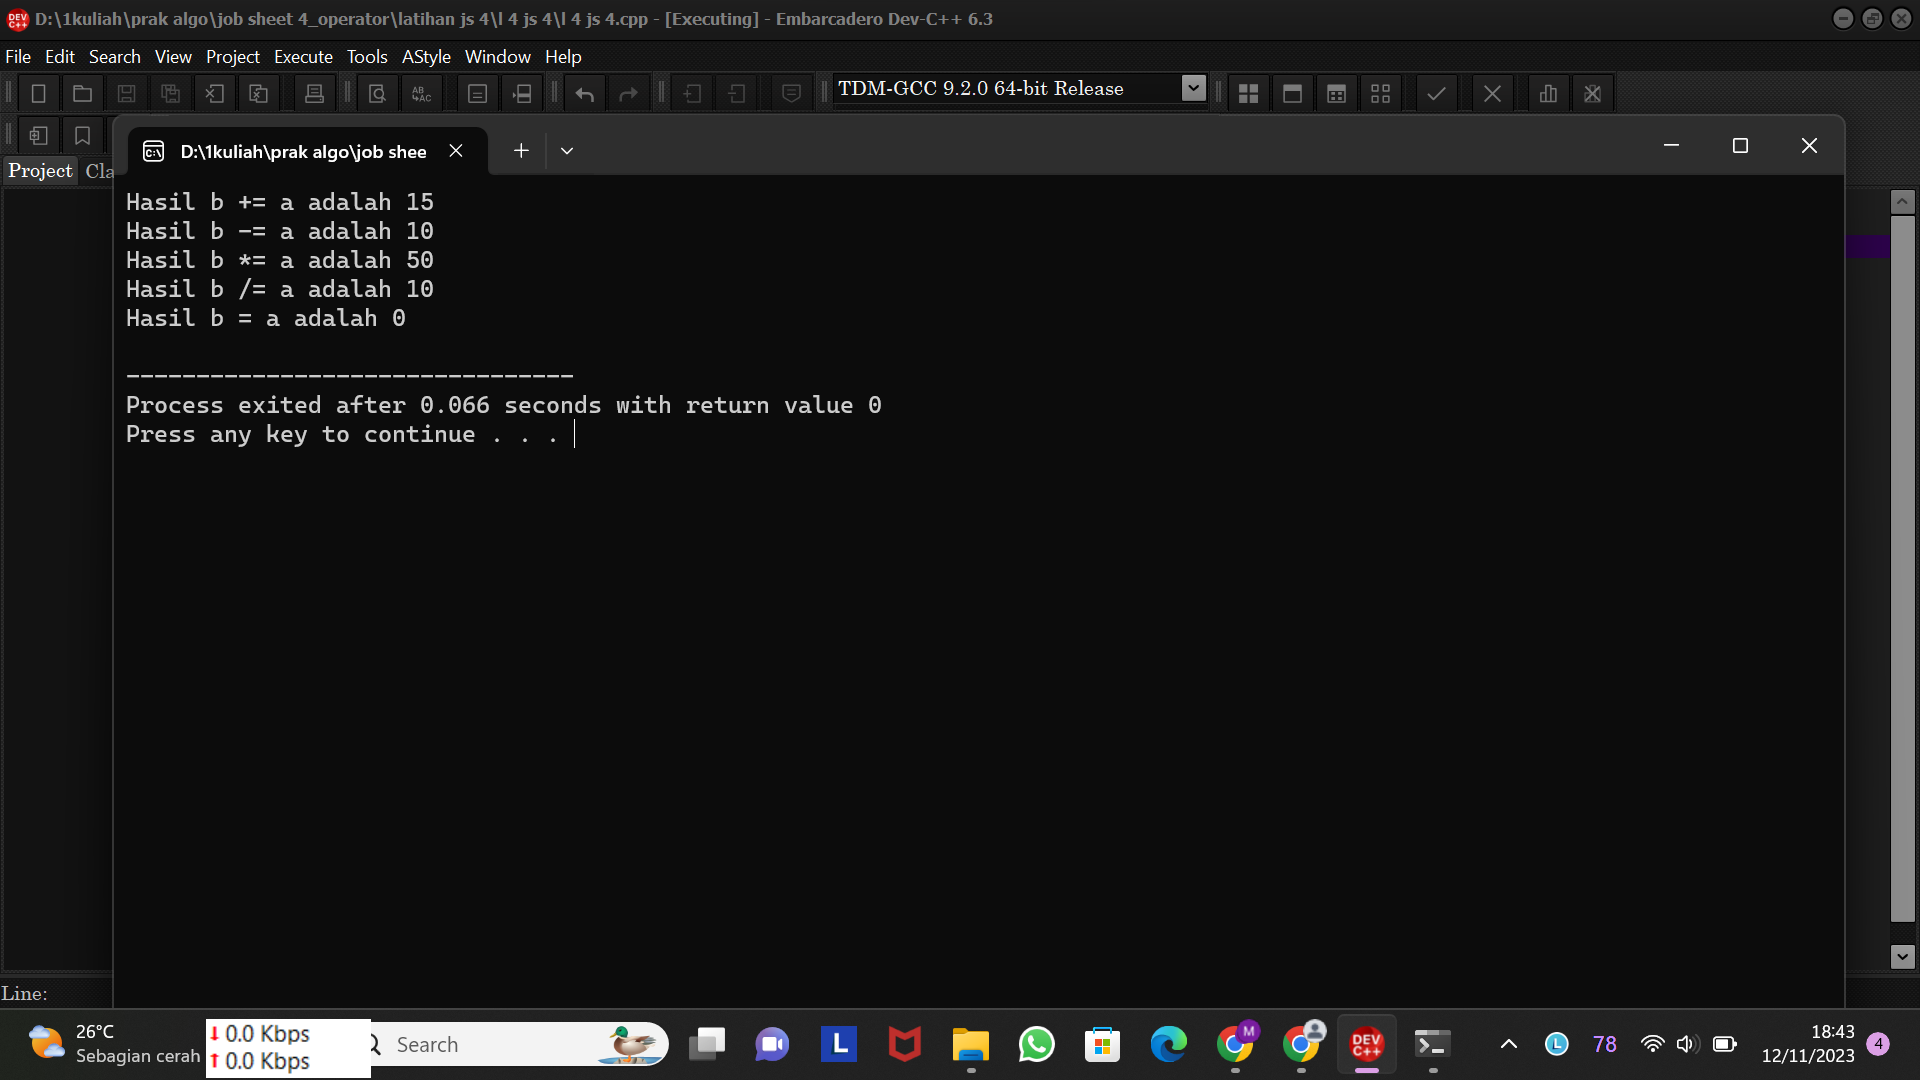 D:\1kuliah\prak algo\job sheet 4_operator\latihan js 4\l 4 js 4\l 4 js 4.cpp - [Executing] - Embarcadero Dev-C++ 6.3
File Edit Search View Project Execute Tools AStyle Window Help
TDM-GCC 9.2.0 64-bit Release
D:\1kuliah\prak algo\job shee
Project Cla
Hasil b += a adalah 15
Hasil b -= a adalah 10
Hasil b *= a adalah 50
Hasil b /= a adalah 10
Hasil b = a adalah 0
--------------------------------
Process exited after 0.066 seconds with return value 0
Press any key to continue . . .
Line:
26°C
Sebagian cerah
0.0 Kbps
0.0 Kbps
Search
L
M
DEV C++
L
78
18:43
12/11/2023
4